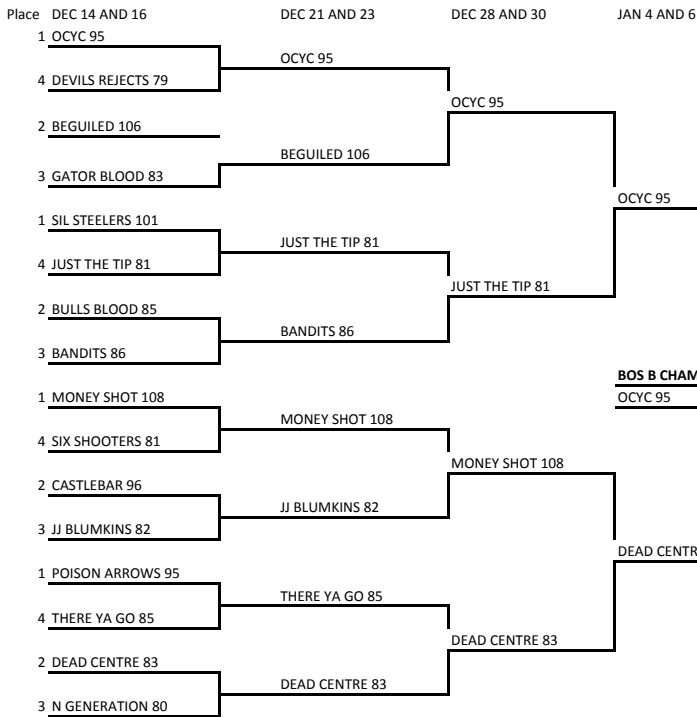 Place DEC 14 AND 16 DEC 21 AND 23 DEC 28 AND 30 JAN 4 AND 6
1 OCYC 95
OCYC 95
4 DEVILS REJECTS 79
OCYC 95
2 BEGUILED 106
BEGUILED 106
3 GATOR BLOOD 83
OCYC 95
1 SIL STEELERS 101
JUST THE TIP 81
4 JUST THE TIP 81
JUST THE TIP 81
2 BULLS BLOOD 85
BANDITS 86
3 BANDITS 86
BOS B CHAM
1 MONEY SHOT 108
OCYC 95
MONEY SHOT 108
4 SIX SHOOTERS 81
MONEY SHOT 108
2 CASTLEBAR 96
JJ BLUMKINS 82
3 JJ BLUMKINS 82
DEAD CENTR
1 POISON ARROWS 95
THERE YA GO 85
4 THERE YA GO 85
DEAD CENTRE 83
2 DEAD CENTRE 83
DEAD CENTRE 83
3 N GENERATION 80